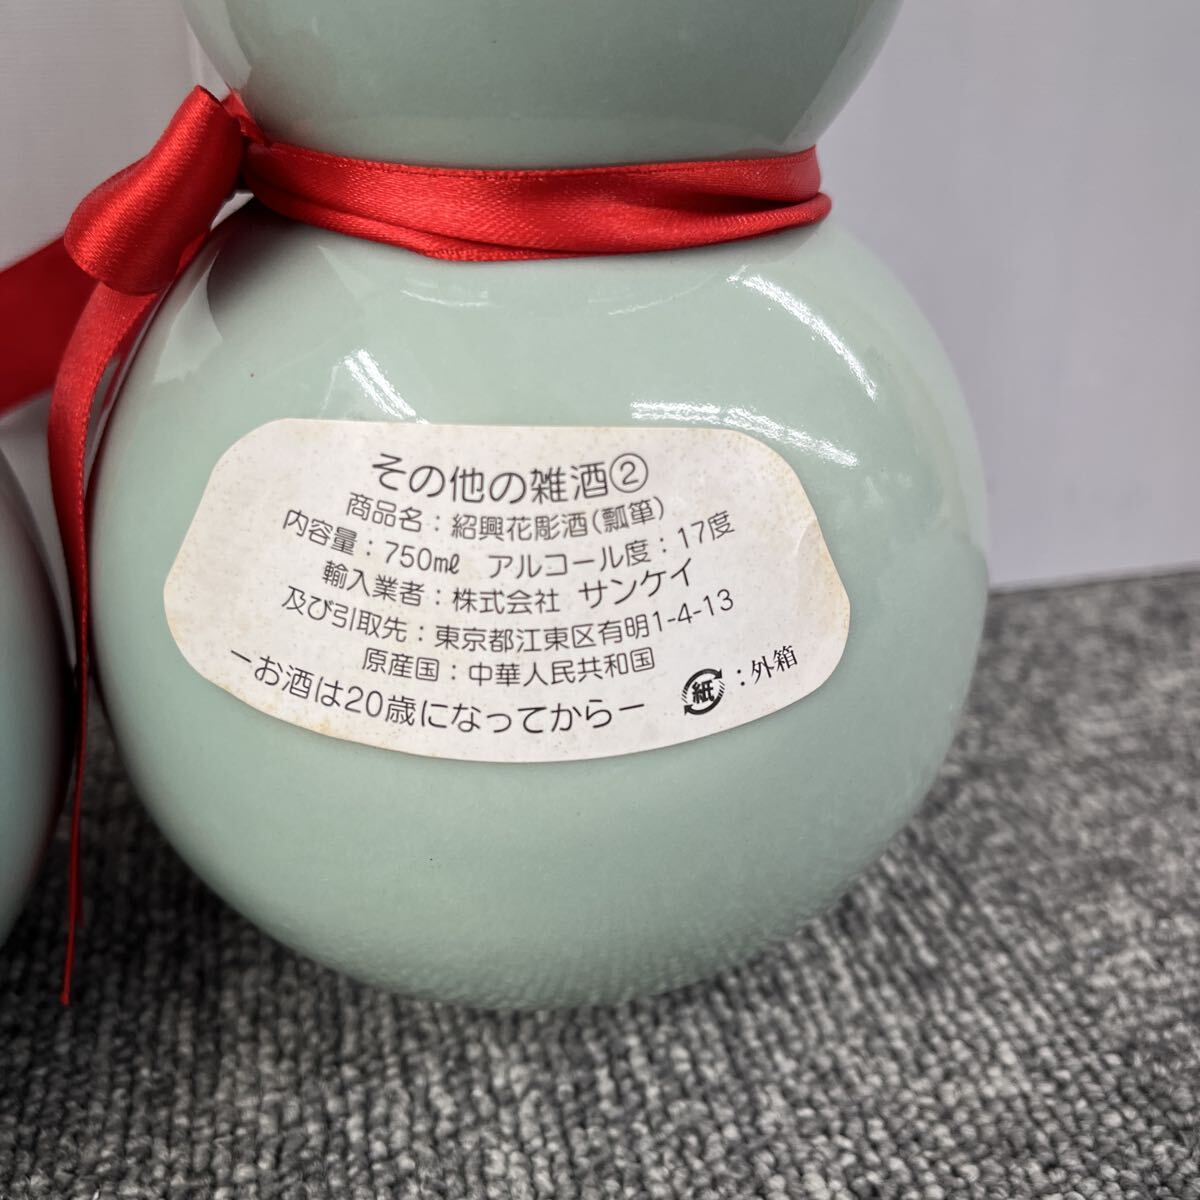 その他の雑酒②
商品名：紹興花彫酒(瓢箪)
内容量：750㎖ アルコール度：17度
輸入業者：株式会社 サンケイ
及び引取先：東京都江東区有明1-4-13
原産国：中華人民共和国
－お酒は20歳になってから－
紙：外箱